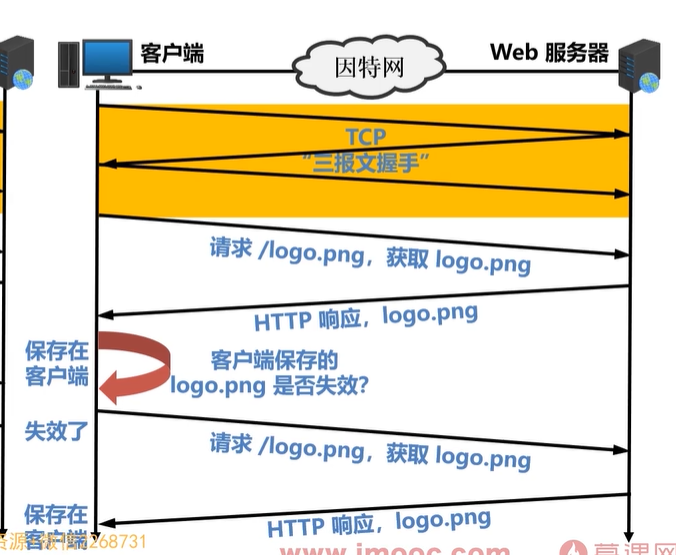 客户端
因特网
Web 服务器
TCP
“三报文握手”
请求 /logo.png，获取 logo.png
HTTP 响应，logo.png
保存在
客户端
客户端保存的
logo.png 是否失效？
失效了
请求 /logo.png，获取 logo.png
保存在
客户端
HTTP 响应，logo.png
www.imooc.com
慕课网